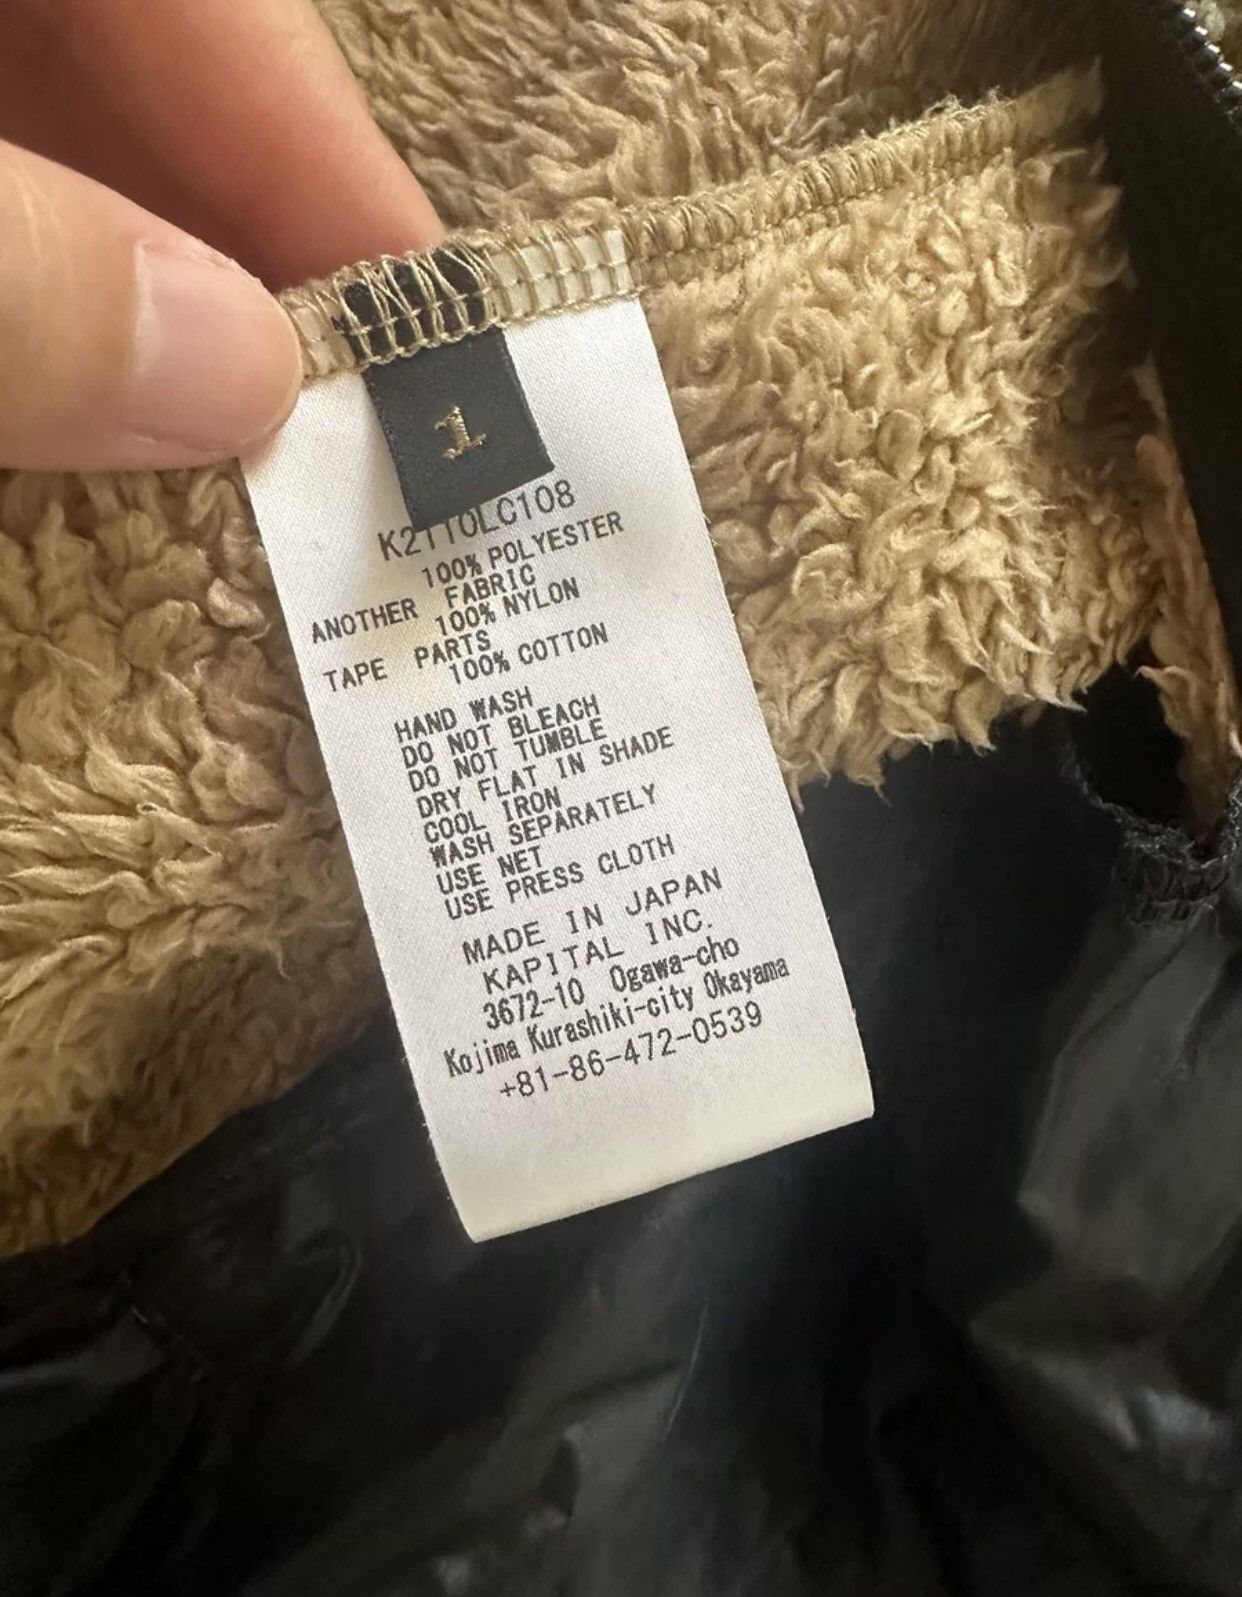 1
K2110LC108
100% POLYESTER
ANOTHER FABRIC
100% NYLON
TAPE PARTS
100% COTTON
HAND WASH
DO NOT BLEACH
DO NOT TUMBLE
DRY FLAT IN SHADE
COOL IRON
WASH SEPARATELY
USE NET
USE PRESS CLOTH
MADE IN JAPAN
KAPITAL INC.
3672-10 Ogawa-cho
Kojima Kurashiki-city Okayama
+81-86-472-0539